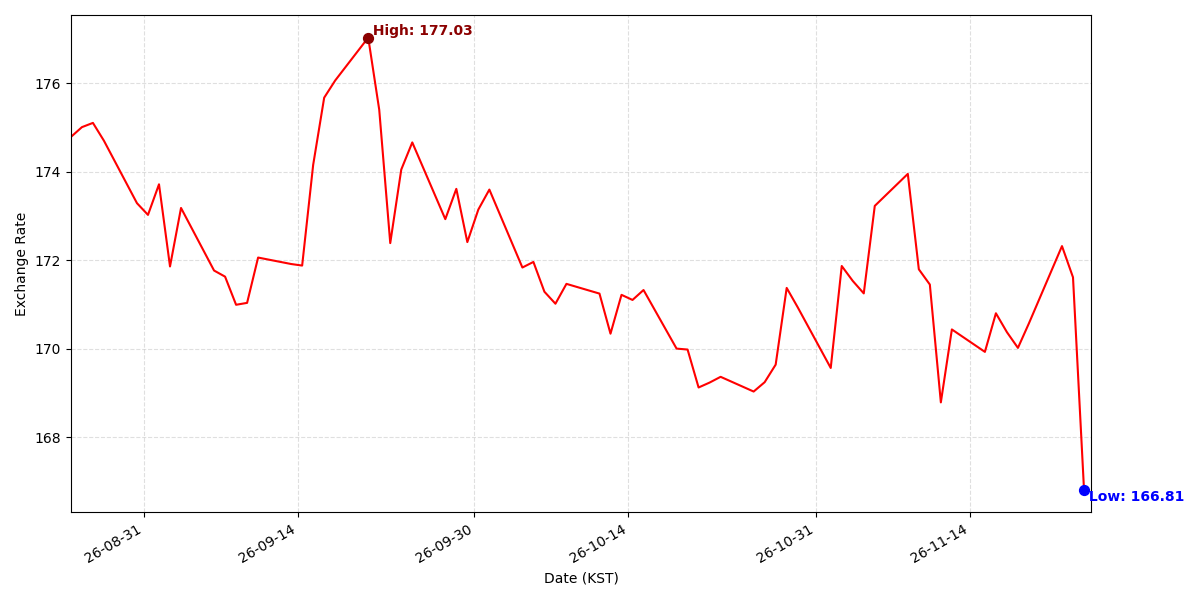 High: 177.03
176
174
172
170
168
Exchange Rate
Low: 166.81
26-08-31
26-09-14
26-09-30
26-10-14
26-10-31
26-11-14
Date (KST)